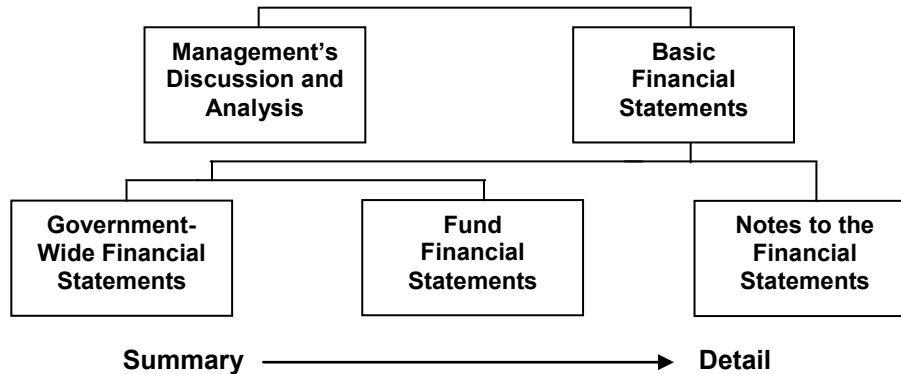 Management’s
Discussion and
Analysis
Basic
Financial
Statements
Government-
Wide Financial
Statements
Fund
Financial
Statements
Notes to the
Financial
Statements
Summary
Detail